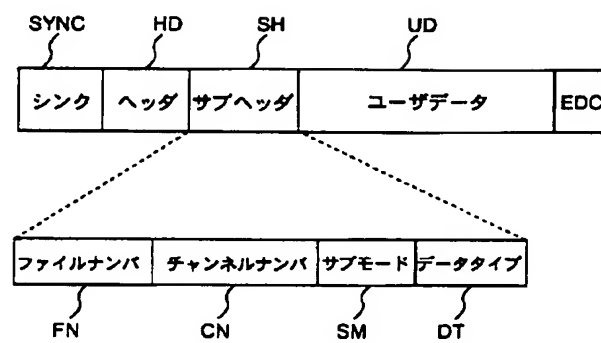 SYNC HD SH UD
シンク ヘッダ サブヘッダ ユーザデータ EDC
ファイルナンバ チャンネルナンバ サブモード データタイプ
FN CN SM DT